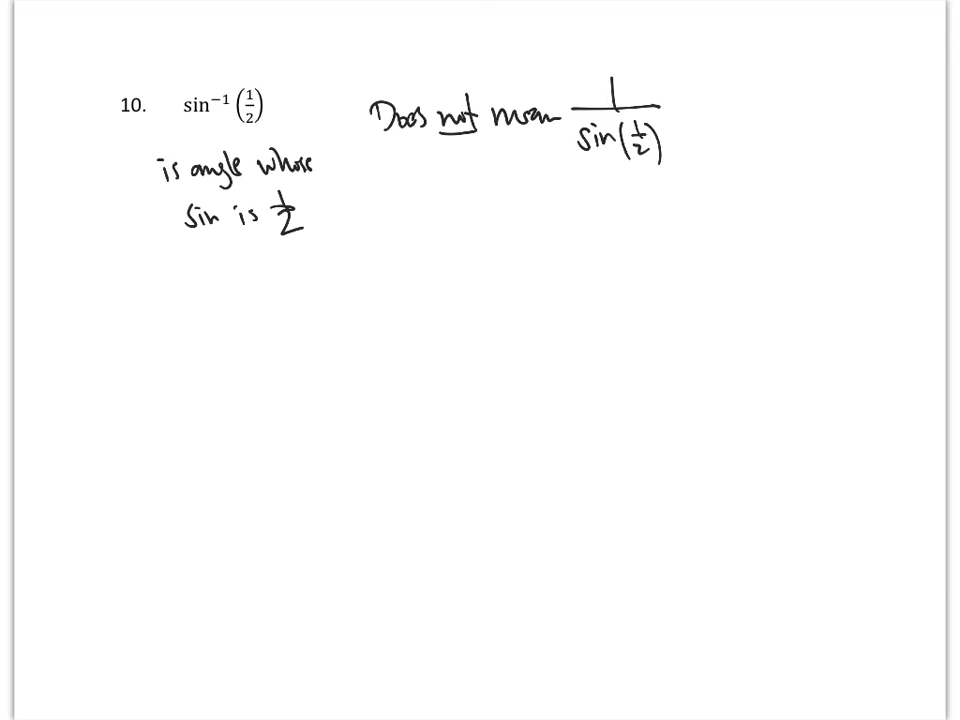 10. sin⁻¹ (1/2)
Does not mean 1/sin(1/2)
is angle whose
sin is 1/2